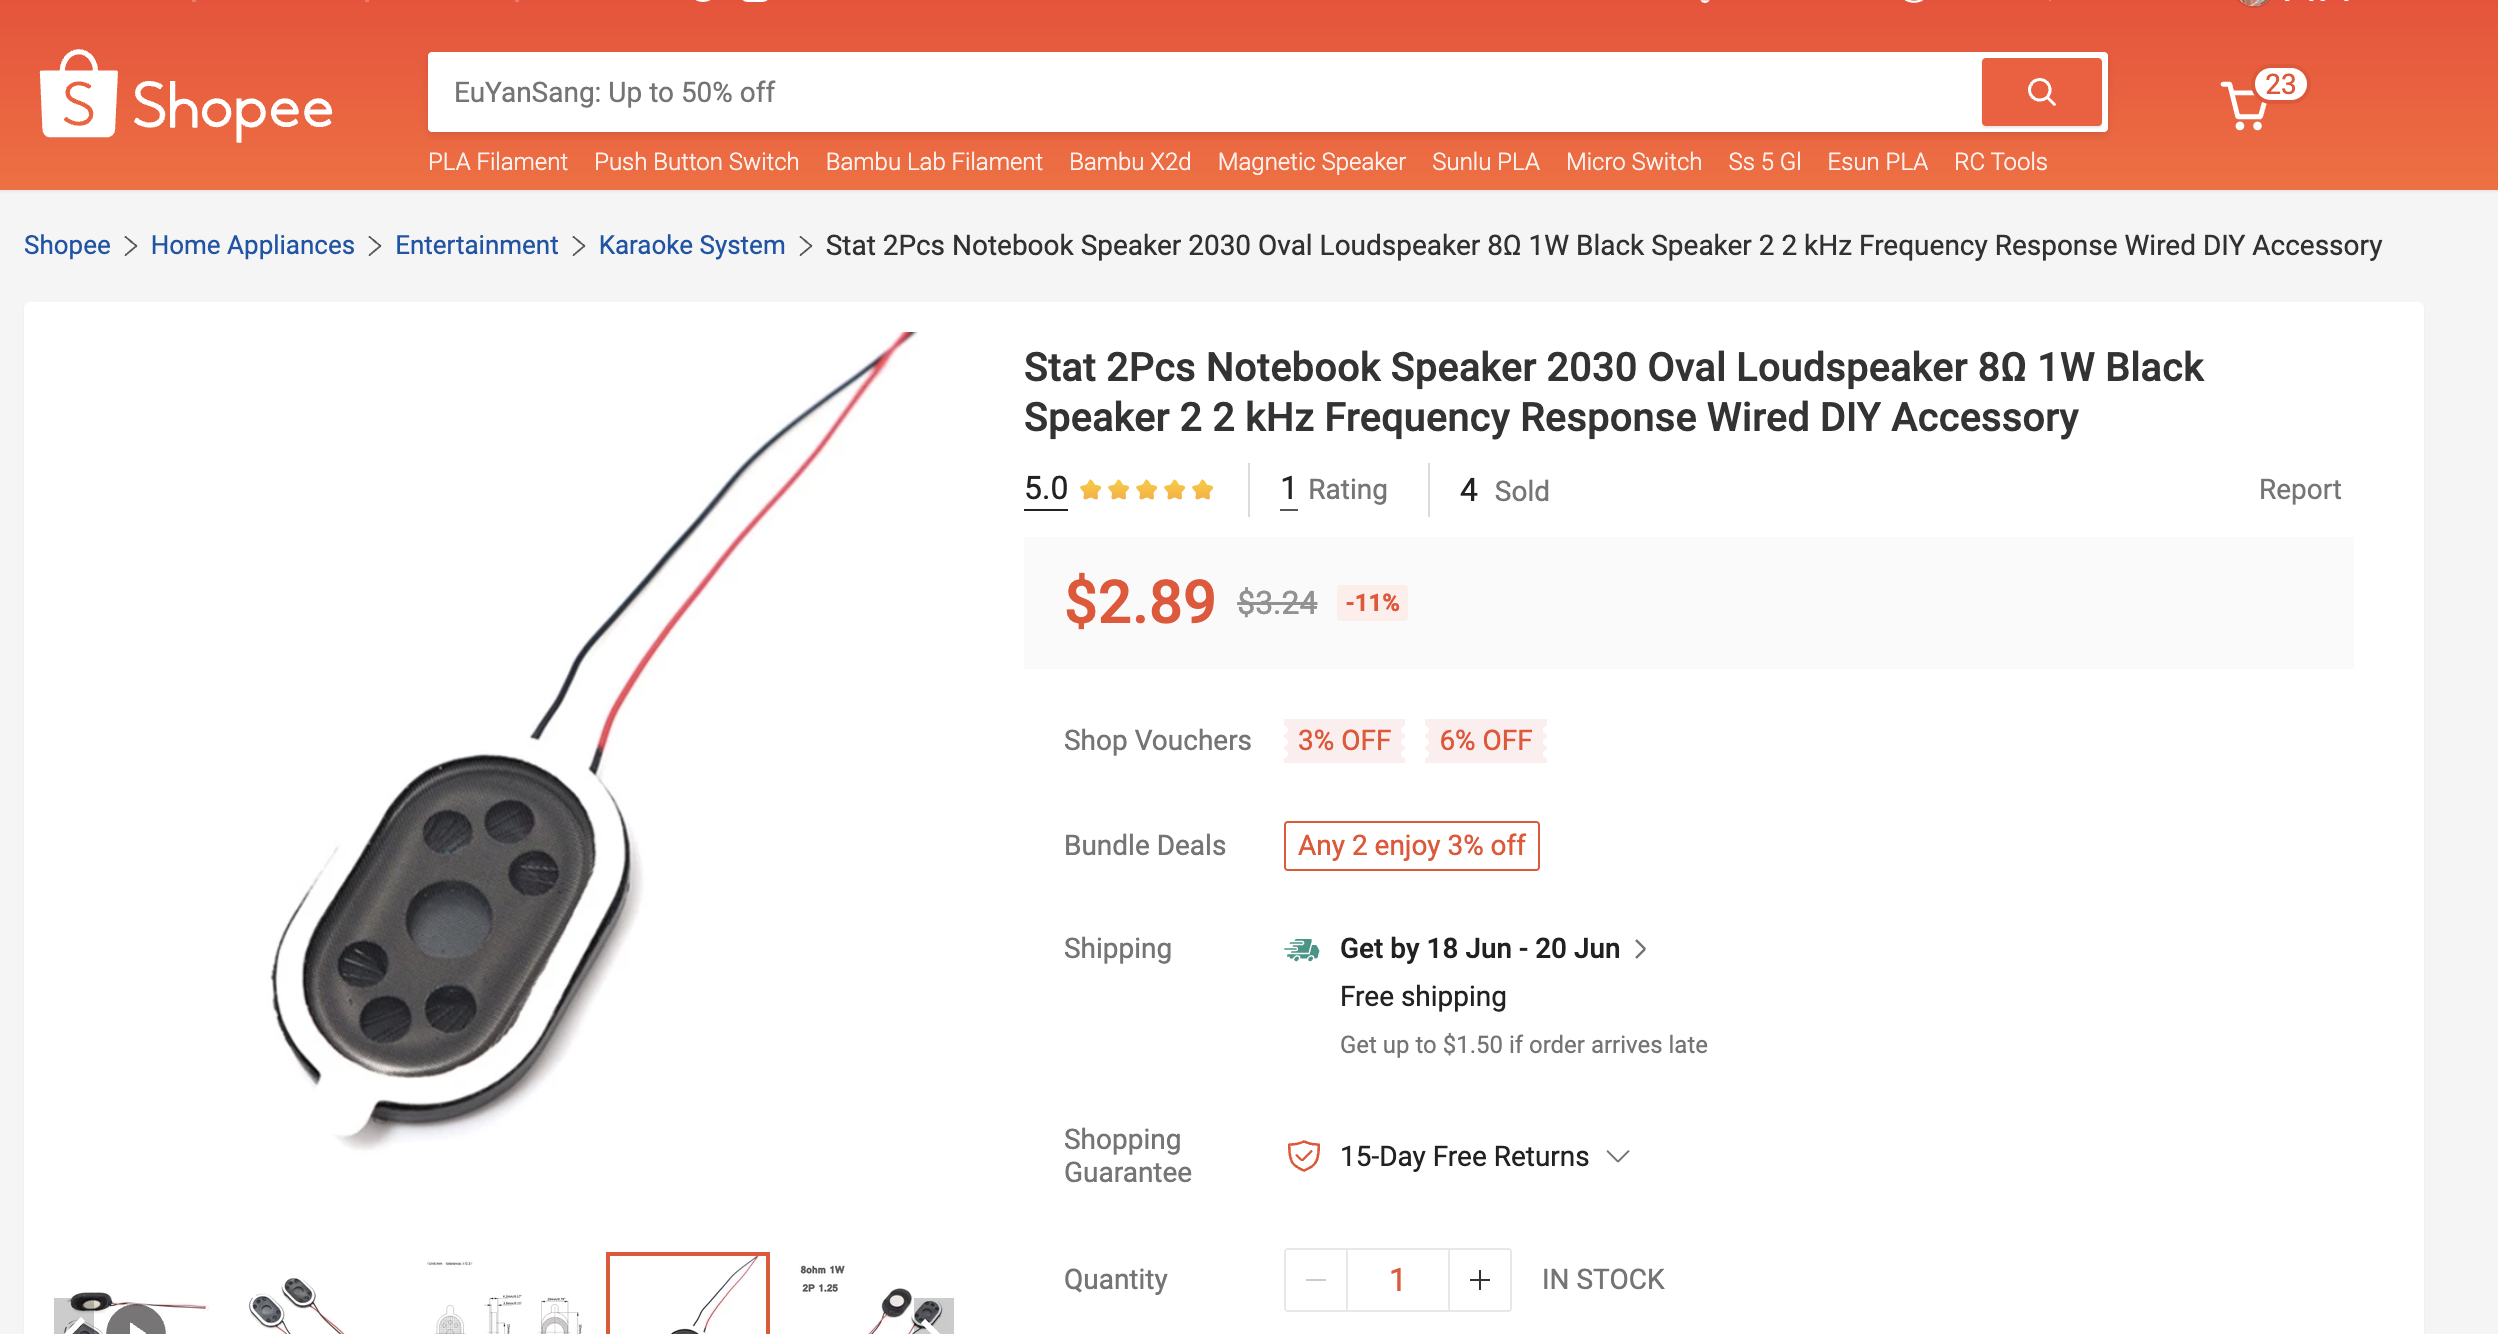 Shopee
EuYanSang: Up to 50% off
23
PLA Filament Push Button Switch Bambu Lab Filament Bambu X2d Magnetic Speaker Sunlu PLA Micro Switch Ss 5 Gl Esun PLA RC Tools
Shopee > Home Appliances > Entertainment > Karaoke System > Stat 2Pcs Notebook Speaker 2030 Oval Loudspeaker 8Ω 1W Black Speaker 2 2 kHz Frequency Response Wired DIY Accessory
Stat 2Pcs Notebook Speaker 2030 Oval Loudspeaker 8Ω 1W Black
Speaker 2 2 kHz Frequency Response Wired DIY Accessory
5.0 1 Rating 4 Sold Report
$2.89 $3.24 -11%
Shop Vouchers 3% OFF 6% OFF
Bundle Deals Any 2 enjoy 3% off
Shipping Get by 18 Jun - 20 Jun >
Free shipping
Get up to $1.50 if order arrives late
Shopping
Guarantee
15-Day Free Returns
Quantity 1 + IN STOCK
8ohm 1W
2P 1.25